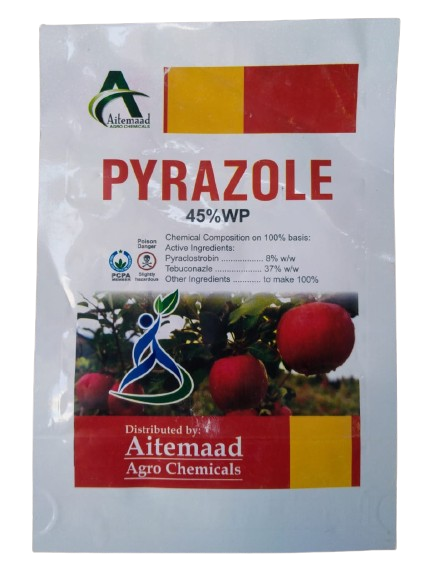 A
Aitemaad
AGRO CHEMICALS
PYRAZOLE
45%WP
Chemical Composition on 100% basis:
Active Ingredients:
Pyraclostrobin .................. 8% w/w
Tebuconazle .................... 37% w/w
Other Ingredients ............ to make 100%
Poison
Danger
PCPA
MEMBER
Slightly
hazardous
Distributed by:
Aitemaad
Agro Chemicals